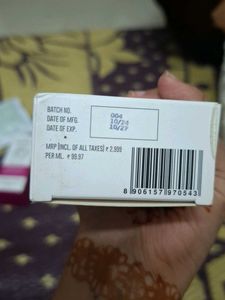 BATCH NO.
004
DATE OF MFG.
10/24
DATE OF EXP.
10/27
MRP (INCL. OF ALL TAXES) ₹ 2,999
PER ML. ₹ 99.97
8 906157 970543